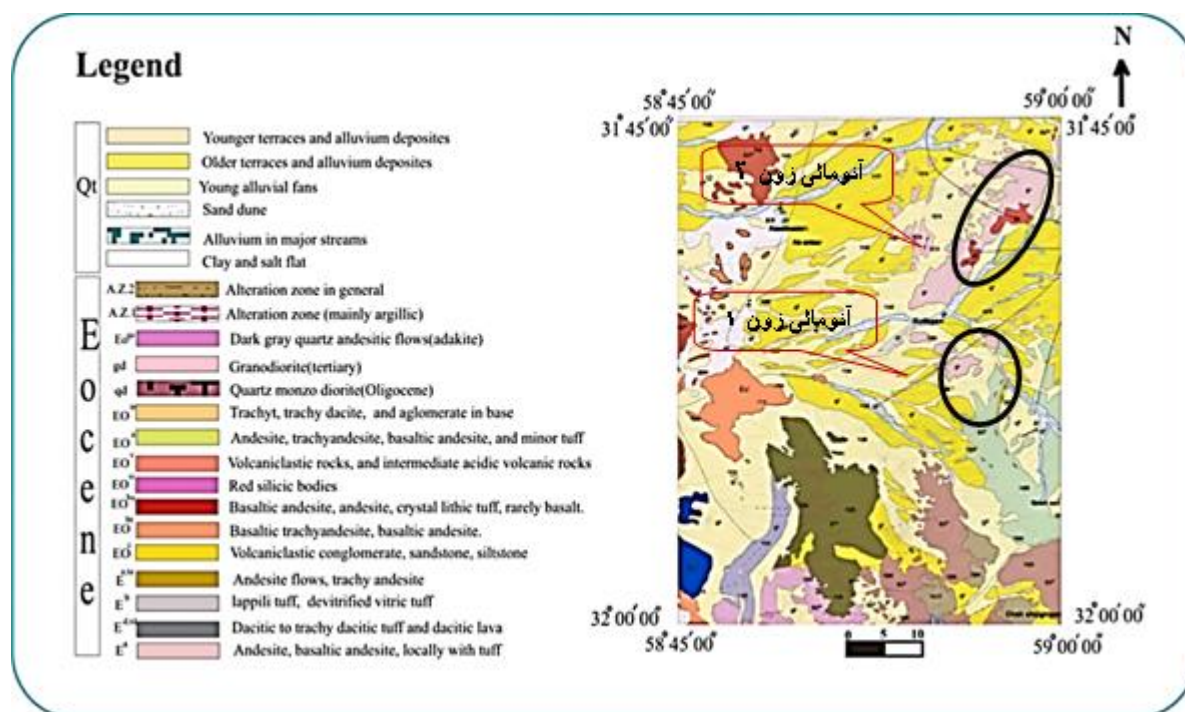 Legend
Qt
Younger terraces and alluvium deposites
Older terraces and alluvium deposites
Young alluvial fans
Sand dune
Alluvium in major streams
Clay and salt flat
Eocene
A.Z.2 Alteration zone in general
Alteration zone (mainly argillic)
Dark gray quartz andesitic flows(adakite)
gd Granodiorite(tertiary)
qd Quartz monzo diorite(Oligocene)
Trachyt, trachy dacite, and aglomerate in base
Andesite, trachyandesite, basaltic andesite, and minor tuff
Volcaniclastic rocks, and intermediate acidic volcanic rocks
Red silicic bodies
Basaltic andesite, andesite, crystal lithic tuff, rarely basalt.
Basaltic trachyandesite, basaltic andesite.
Volcaniclastic conglomerate, sandstone, siltstone
Andesite flows, trachy andesite
lappili tuff, devitrified vitric tuff
Dacitic to trachy dacitic tuff and dacitic lava
Andesite, basaltic andesite, locally with tuff
N
58°45'00" 59°00'00"
31°45'00" 31°45'00"
آنومالی زون ۲
آنومالی زون ۱
32°00'00" 32°00'00"
58°45'00" 59°00'00"
0 5 10